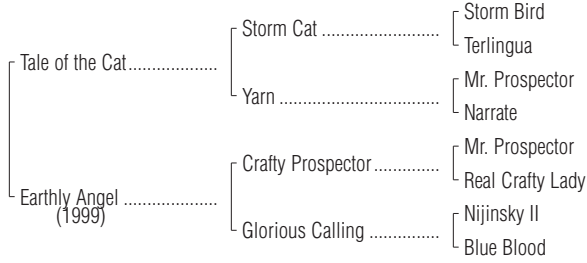 Storm Bird
Storm Cat ........................
Terlingua
Tale of the Cat..................
Mr. Prospector
Yarn ................................
Narrate
Mr. Prospector
Crafty Prospector.............
Real Crafty Lady
Earthly Angel ...................
(1999)
Nijinsky II
Glorious Calling ..............
Blue Blood